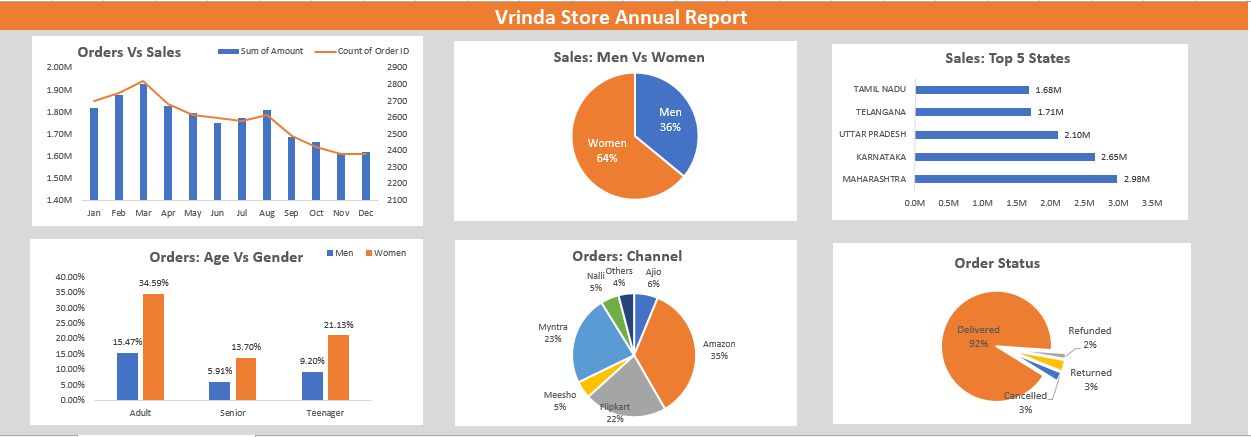 Vrinda Store Annual Report
Orders Vs Sales
Sum of Amount
Count of Order ID
2.00M
1.80M
1.70M
1.60M
1.50M
1.40M
2900
2800
2700
2600
2500
2400
2300
2200
2100
Jan Feb Mar Apr May Jun Jul Aug Sep Oct Nov Dec
Sales: Men Vs Women
Men
36%
Women
64%
Sales: Top 5 States
TAMIL NADU 1.68M
TELANGANA 1.71M
UTTAR PRADESH 2.10M
KARNATAKA 2.65M
MAHARASHTRA 2.98M
0.0M 0.5M 1.0M 1.5M 2.0M 2.5M 3.0M 3.5M
Orders: Age Vs Gender
Men
Women
40.00%
35.00%
30.00%
25.00%
20.00%
15.00%
10.00%
5.00%
0.00%
15.47%
34.59%
5.91%
13.70%
9.20%
21.13%
Adult Senior Teenager
Orders: Channel
Ajio
6%
Amazon
35%
Flipkart
22%
Meesho
5%
Myntra
23%
Nalli
5%
Others
4%
Order Status
Delivered
92%
Refunded
2%
Returned
3%
Cancelled
3%